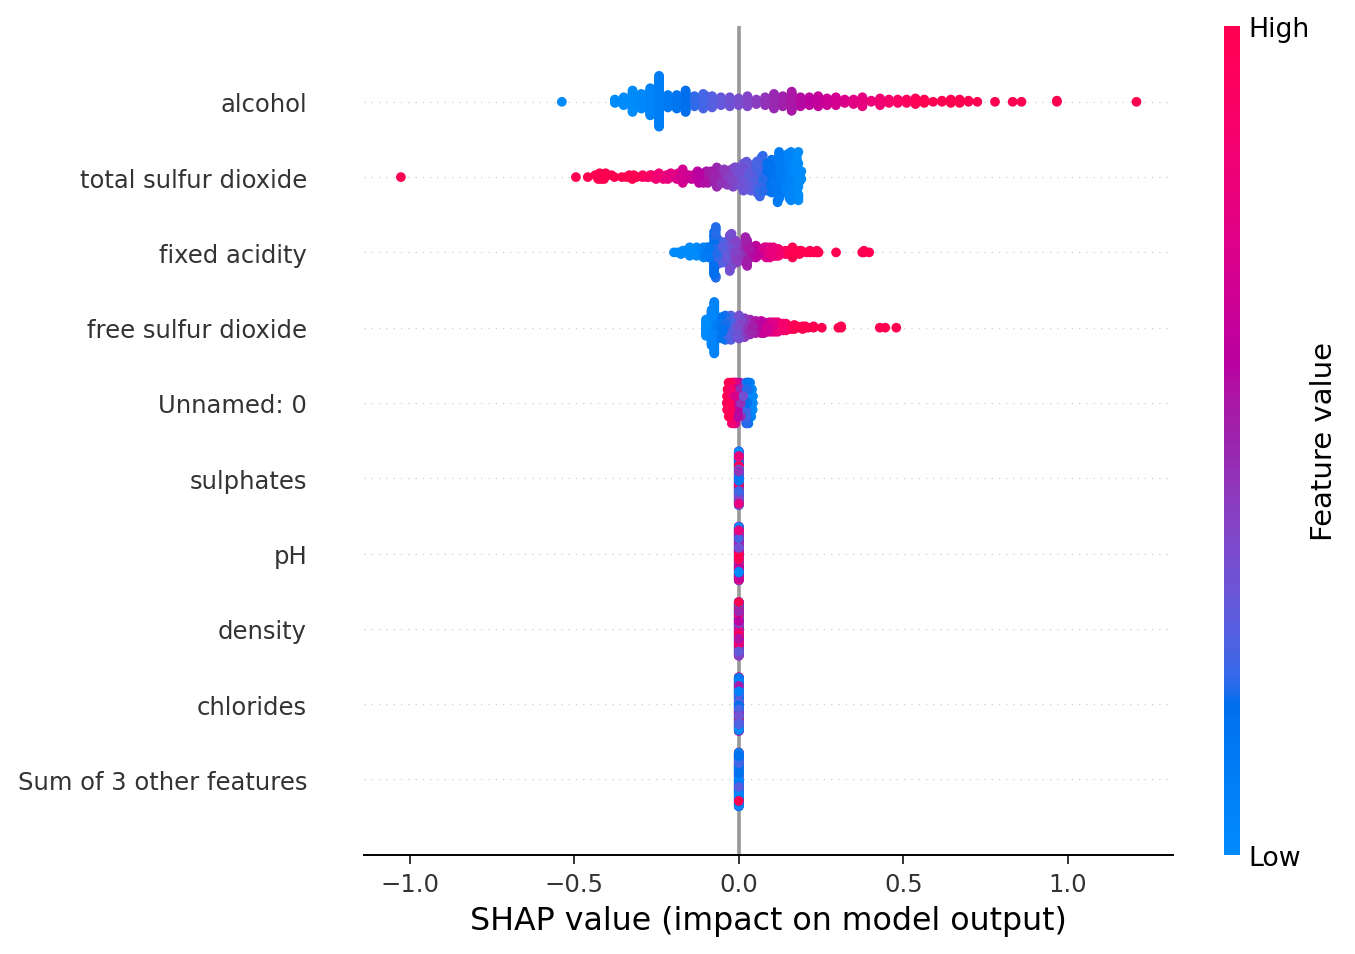 High
alcohol
total sulfur dioxide
fixed acidity
free sulfur dioxide
Unnamed: 0
sulphates
pH
density
chlorides
Sum of 3 other features
Feature value
Low
−1.0 −0.5 0.0 0.5 1.0
SHAP value (impact on model output)